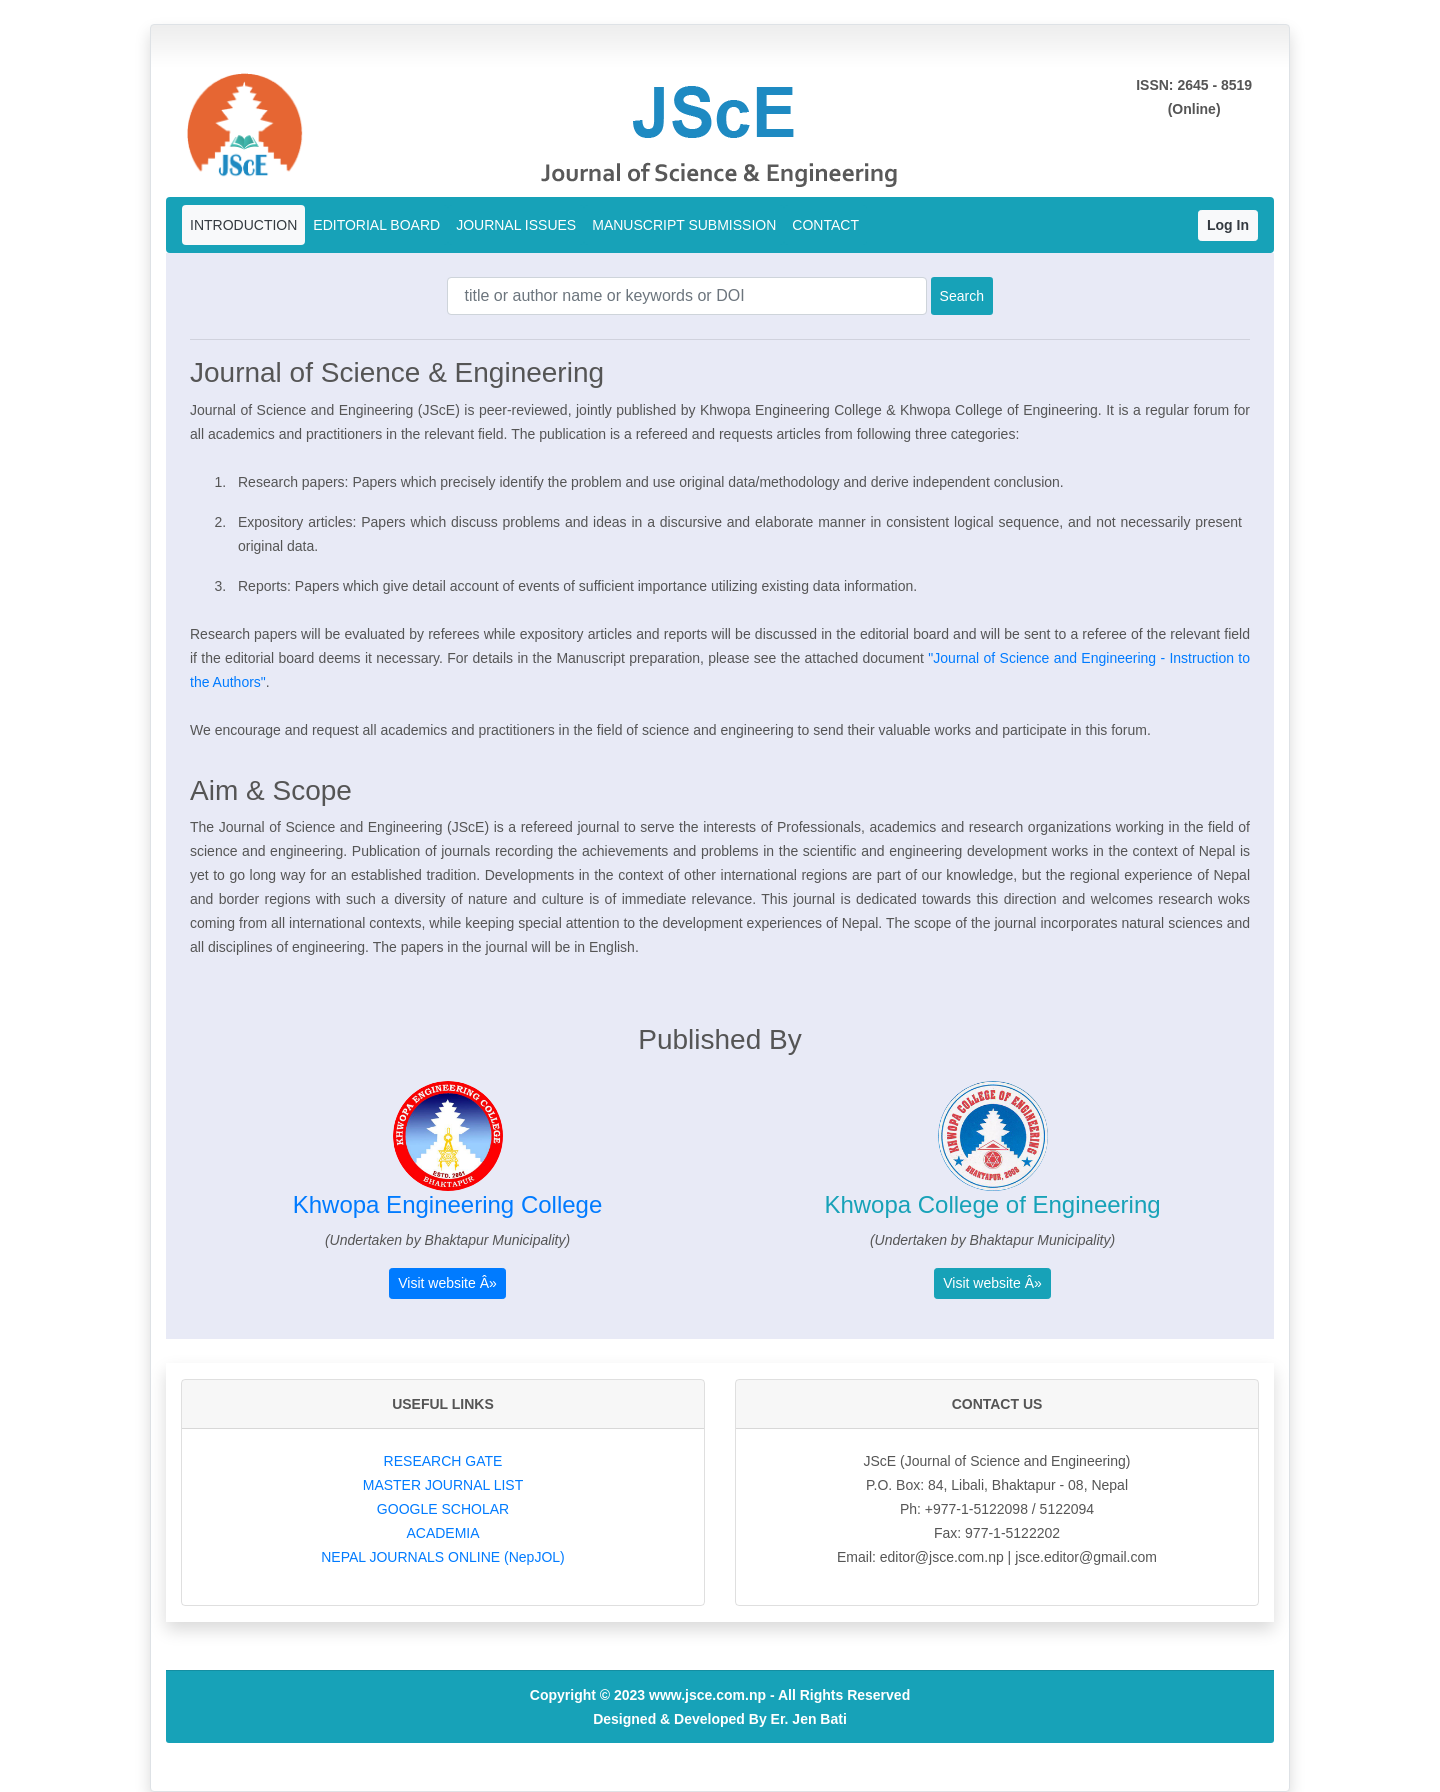 JScE
ISSN: 2645 - 8519
(Online)
JScE
Journal of Science & Engineering
INTRODUCTION EDITORIAL BOARD JOURNAL ISSUES MANUSCRIPT SUBMISSION CONTACT Log In
title or author name or keywords or DOI Search
Journal of Science & Engineering
Journal of Science and Engineering (JScE) is peer-reviewed, jointly published by Khwopa Engineering College & Khwopa College of Engineering. It is a regular forum for
all academics and practitioners in the relevant field. The publication is a refereed and requests articles from following three categories:
1. Research papers: Papers which precisely identify the problem and use original data/methodology and derive independent conclusion.
2. Expository articles: Papers which discuss problems and ideas in a discursive and elaborate manner in consistent logical sequence, and not necessarily present
original data.
3. Reports: Papers which give detail account of events of sufficient importance utilizing existing data information.
Research papers will be evaluated by referees while expository articles and reports will be discussed in the editorial board and will be sent to a referee of the relevant field
if the editorial board deems it necessary. For details in the Manuscript preparation, please see the attached document "Journal of Science and Engineering - Instruction to
the Authors".
We encourage and request all academics and practitioners in the field of science and engineering to send their valuable works and participate in this forum.
Aim & Scope
The Journal of Science and Engineering (JScE) is a refereed journal to serve the interests of Professionals, academics and research organizations working in the field of
science and engineering. Publication of journals recording the achievements and problems in the scientific and engineering development works in the context of Nepal is
yet to go long way for an established tradition. Developments in the context of other international regions are part of our knowledge, but the regional experience of Nepal
and border regions with such a diversity of nature and culture is of immediate relevance. This journal is dedicated towards this direction and welcomes research woks
coming from all international contexts, while keeping special attention to the development experiences of Nepal. The scope of the journal incorporates natural sciences and
all disciplines of engineering. The papers in the journal will be in English.
Published By
KHWOPA ENGINEERING COLLEGE
ESTD. 2001
BHAKTAPUR
Khwopa Engineering College
(Undertaken by Bhaktapur Municipality)
Visit website Â»
KHWOPA COLLEGE OF ENGINEERING
BHAKTAPUR, 2008
Khwopa College of Engineering
(Undertaken by Bhaktapur Municipality)
Visit website Â»
USEFUL LINKS
RESEARCH GATE
MASTER JOURNAL LIST
GOOGLE SCHOLAR
ACADEMIA
NEPAL JOURNALS ONLINE (NepJOL)
CONTACT US
JScE (Journal of Science and Engineering)
P.O. Box: 84, Libali, Bhaktapur - 08, Nepal
Ph: +977-1-5122098 / 5122094
Fax: 977-1-5122202
Email: editor@jsce.com.np | jsce.editor@gmail.com
Copyright © 2023 www.jsce.com.np - All Rights Reserved
Designed & Developed By Er. Jen Bati